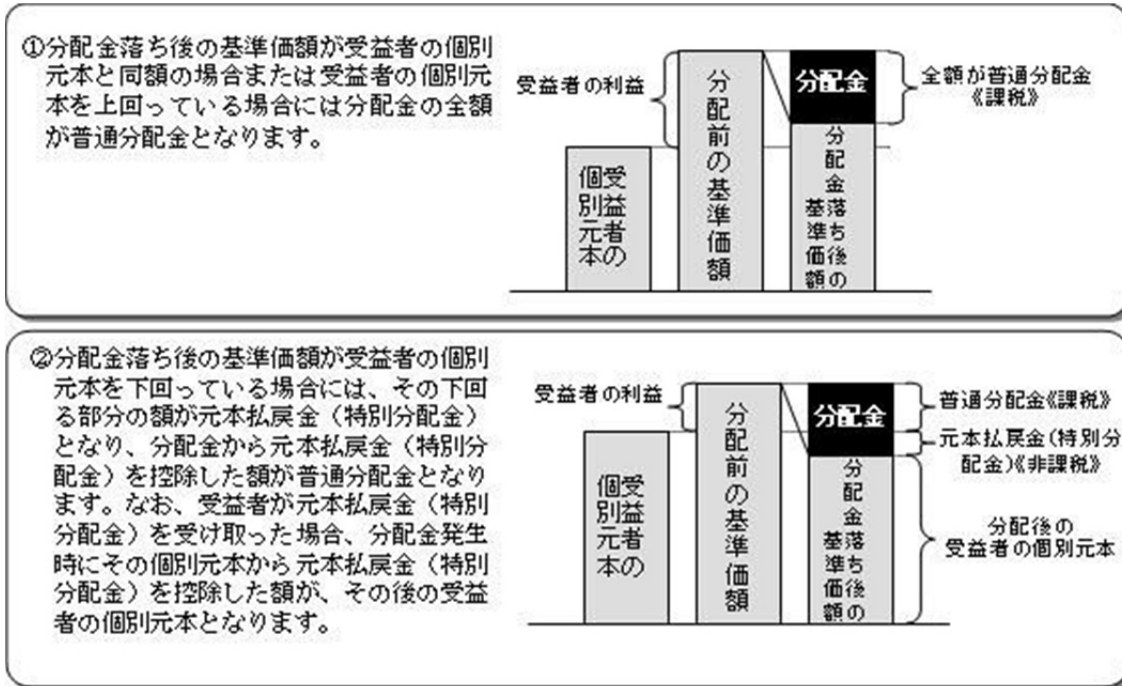 ①分配金落ち後の基準価額が受益者の個別
元本と同額の場合または受益者の個別元
本を上回っている場合には分配金の全額
が普通分配金となります。
受益者の利益
受益者の
個別元本
分配前の基準価額
分配金
分配金落ち後の
基準価額
全額が普通分配金
《課税》
②分配金落ち後の基準価額が受益者の個別
元本を下回っている場合には、その下回
る部分の額が元本払戻金(特別分配金)
となり、分配金から元本払戻金(特別分
配金)を控除した額が普通分配金となり
ます。なお、受益者が元本払戻金(特別
分配金)を受け取った場合、分配金発生
時にその個別元本から元本払戻金(特別
分配金)を控除した額が、その後の受益
者の個別元本となります。
受益者の利益
受益者の
個別元本
分配前の基準価額
分配金
分配金落ち後の
基準価額
普通分配金《課税》
元本払戻金(特別分
配金)《非課税》
分配後の
受益者の個別元本